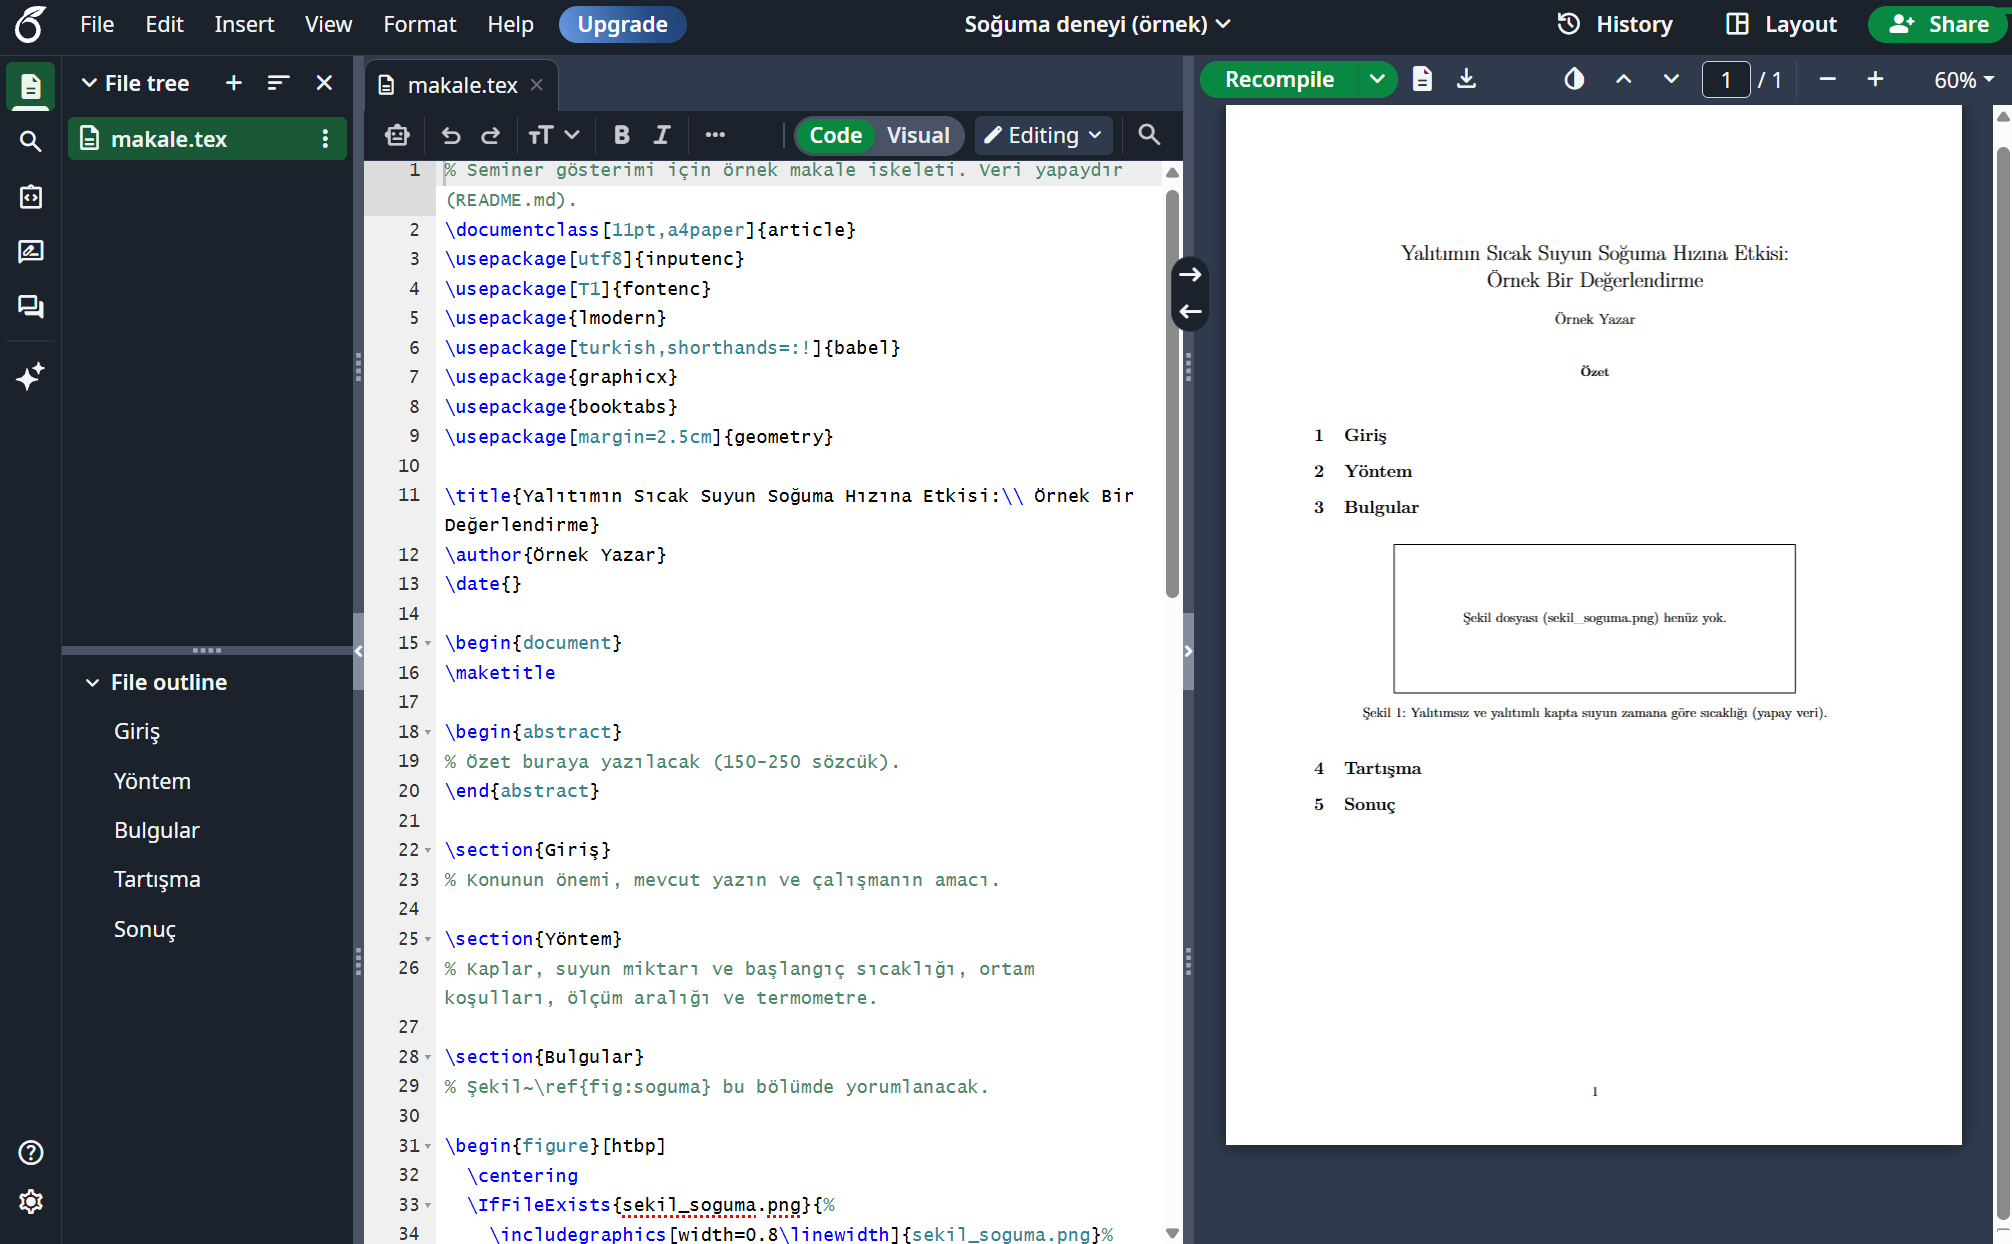 File Edit Insert View Format Help Upgrade
Soğuma deneyi (örnek)
History Layout Share
File tree
makale.tex
File outline
Giriş
Yöntem
Bulgular
Tartışma
Sonuç
makale.tex
Code Visual Editing
1 % Seminer gösterimi için örnek makale iskeleti. Veri yapaydır
(README.md).
2 \documentclass[11pt,a4paper]{article}
3 \usepackage[utf8]{inputenc}
4 \usepackage[T1]{fontenc}
5 \usepackage{lmodern}
6 \usepackage[turkish,shorthands=:!]{babel}
7 \usepackage{graphicx}
8 \usepackage{booktabs}
9 \usepackage[margin=2.5cm]{geometry}
10
11 \title{Yalıtımın Sıcak Suyun Soğuma Hızına Etkisi:\\ Örnek Bir
Değerlendirme}
12 \author{Örnek Yazar}
13 \date{}
14
15 \begin{document}
16 \maketitle
17
18 \begin{abstract}
19 % Özet buraya yazılacak (150-250 sözcük).
20 \end{abstract}
21
22 \section{Giriş}
23 % Konunun önemi, mevcut yazın ve çalışmanın amacı.
24
25 \section{Yöntem}
26 % Kaplar, suyun miktarı ve başlangıç sıcaklığı, ortam
koşulları, ölçüm aralığı ve termometre.
27
28 \section{Bulgular}
29 % Şekil~\ref{fig:soguma} bu bölümde yorumlanacak.
30
31 \begin{figure}[htbp]
32 \centering
33 \IfFileExists{sekil_soguma.png}{%
34 \includegraphics[width=0.8\linewidth]{sekil_soguma.png}%
Recompile 1 / 1 60%
Yalıtımın Sıcak Suyun Soğuma Hızına Etkisi:
Örnek Bir Değerlendirme
Örnek Yazar
Özet
1 Giriş
2 Yöntem
3 Bulgular
Şekil dosyası (sekil_soguma.png) henüz yok.
Şekil 1: Yalıtımsız ve yalıtımlı kapta suyun zamana göre sıcaklığı (yapay veri).
4 Tartışma
5 Sonuç
1